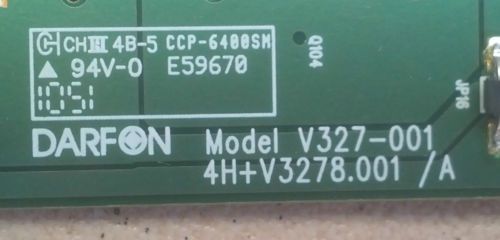 CH 4B-5 CCP-6400SM
▲ 94V-0 E59670
1051
Q104
JP16
DARFON Model V327-001
4H+V3278.001 /A